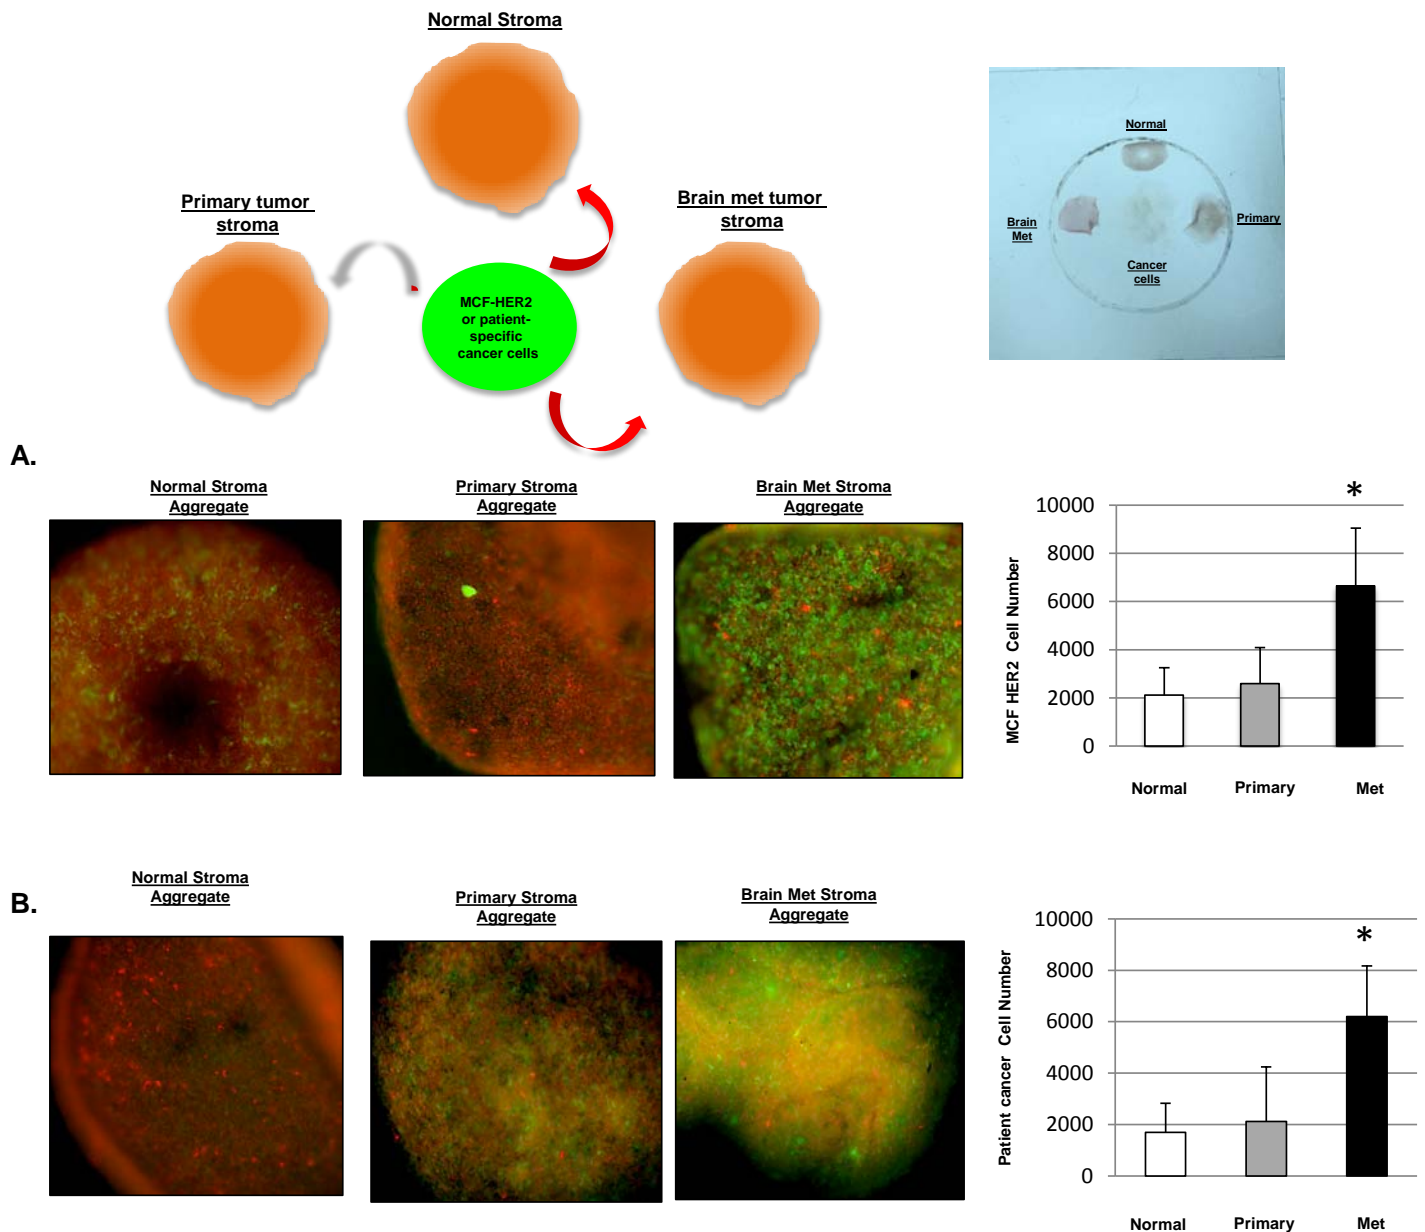 Normal Stroma
Primary tumor
stroma
Brain met tumor
stroma
MCF-HER2
or patient-
specific
cancer cells
Normal
Brain
Met
Primary
Cancer
cells
A.
Normal Stroma
Aggregate
Primary Stroma
Aggregate
Brain Met Stroma
Aggregate
MCF HER2 Cell Number
10000
8000
6000
4000
2000
0
*
Normal
Primary
Met
B.
Normal Stroma
Aggregate
Primary Stroma
Aggregate
Brain Met Stroma
Aggregate
Patient cancer Cell Number
10000
8000
6000
4000
2000
0
*
Normal
Primary
Met